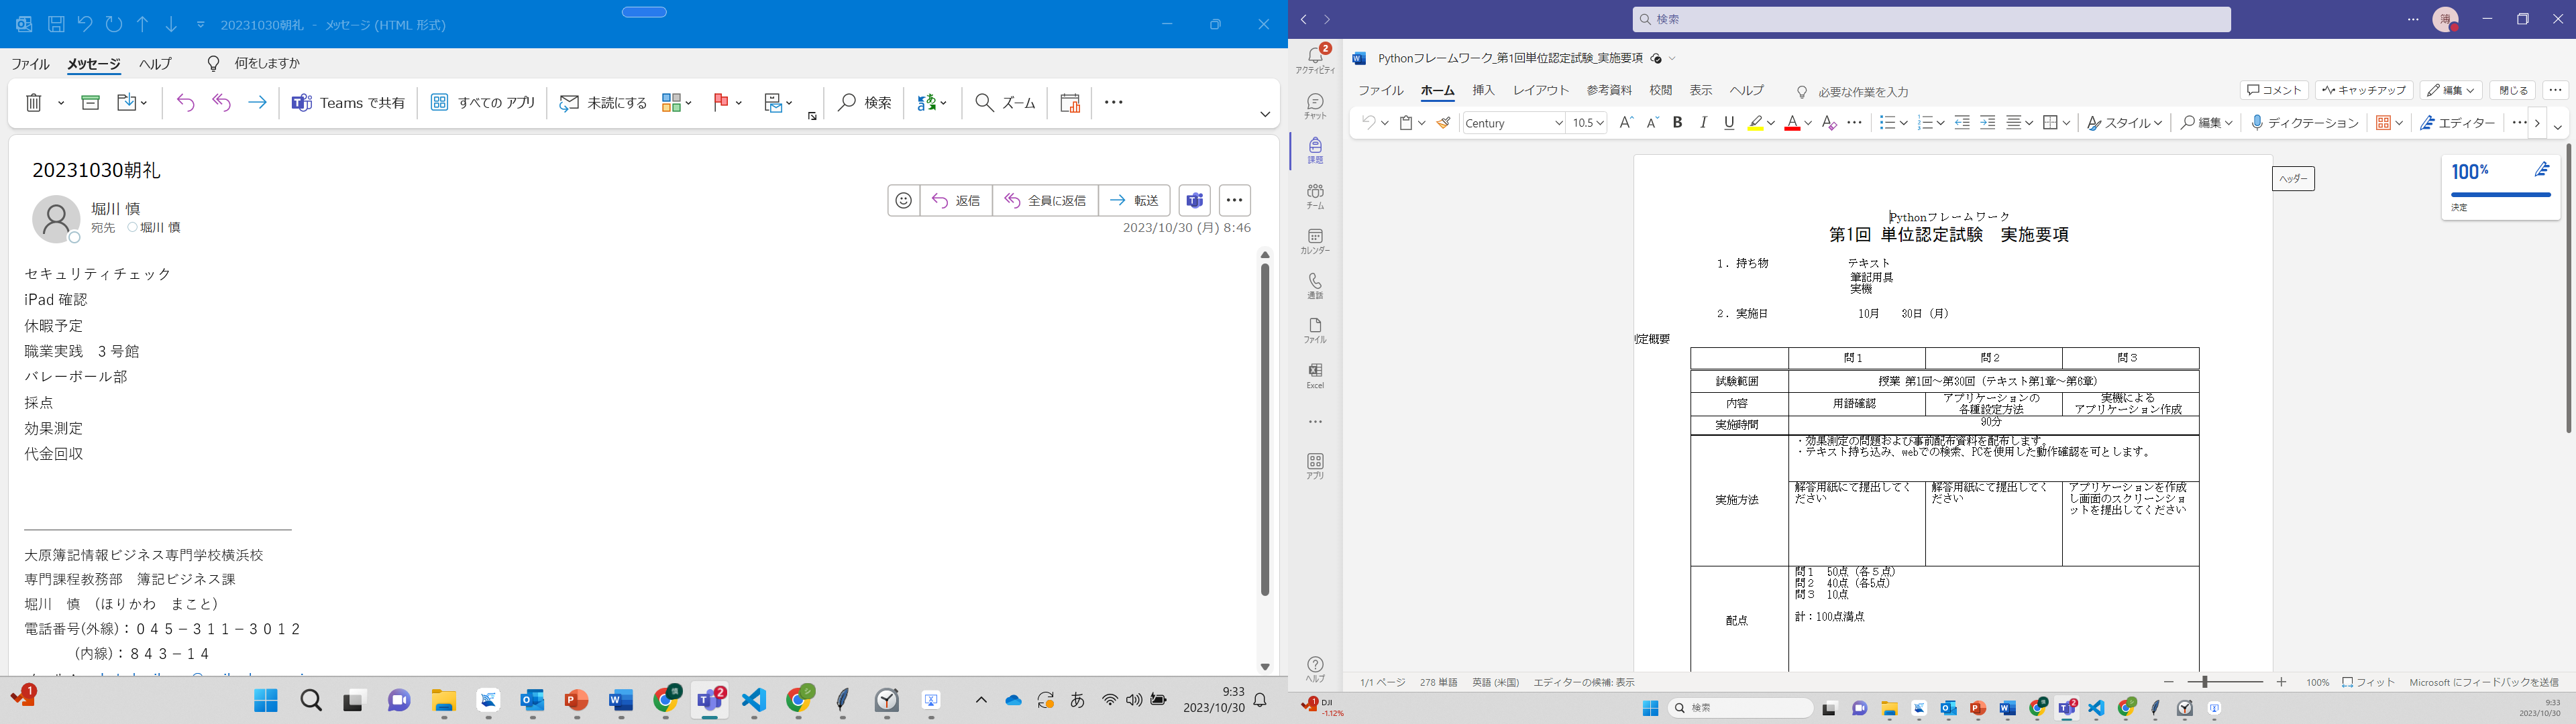 20231030朝礼 - メッセージ (HTML 形式)
ファイル メッセージ ヘルプ 何をしますか
Teams で共有 すべての アプリ 未読にする 検索 ズーム
20231030朝礼
堀川 慎
宛先 堀川 慎
返信 全員に返信 転送
2023/10/30 (月) 8:46
セキュリティチェック
iPad 確認
休暇予定
職業実践 3 号館
バレーボール部
採点
効果測定
代金回収
大原簿記情報ビジネス専門学校横浜校
専門課程教務部 簿記ビジネス課
堀川 慎 (ほりかわ まこと)
電話番号(外線)：０４５－３１１－３０１２
(内線)：８４３－１４
1
あ
9:33
2023/10/30
検索
簿
2
アクティビティ
チャット
課題
チーム
カレンダー
通話
ファイル
Excel
アプリ
ヘルプ
Pythonフレームワーク_第1回単位認定試験_実施要項
ファイル ホーム 挿入 レイアウト 参考資料 校閲 表示 ヘルプ 必要な作業を入力
コメント キャッチアップ 編集 閉じる
Century 10.5 B I U スタイル 編集 ディクテーション エディター
ヘッダー
100%
決定
Pythonフレームワーク
第1回 単位認定試験 実施要項
1．持ち物 テキスト
筆記用具
実機
2．実施日 10月 30日（月）
定概要
問１ 問２ 問３
試験範囲 授業 第1回～第30回（テキスト第1章～第6章）
内容 用語確認 アプリケーションの各種設定方法 実機によるアプリケーション作成
実施時間 90分
実施方法
・効果測定の問題および事前配布資料を配布します。
・テキスト持ち込み、webでの検索、PCを使用した動作確認を可とします。
解答用紙にて提出してください
解答用紙にて提出してください
アプリケーションを作成し画面のスクリーンショットを提出してください
配点
問１ 50点（各５点）
問２ 40点（各5点）
問３ 10点
計：100点満点
1/1 ページ 278 単語 英語 (米国) エディターの候補: 表示
100% フィット Microsoft にフィードバックを送信
1 DJI
-1.12%
検索
9:33
2023/10/30